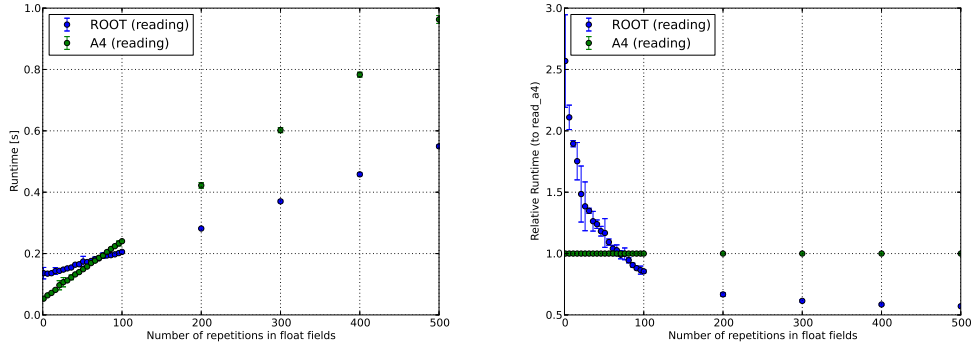 1.0
0.8
0.6
0.4
0.2
0.0
Runtime [s]
ROOT (reading)
A4 (reading)
0 100 200 300 400 500
Number of repetitions in float fields
3.0
2.5
2.0
1.5
1.0
0.5
Relative Runtime (to read_a4)
ROOT (reading)
A4 (reading)
0 100 200 300 400 500
Number of repetitions in float fields